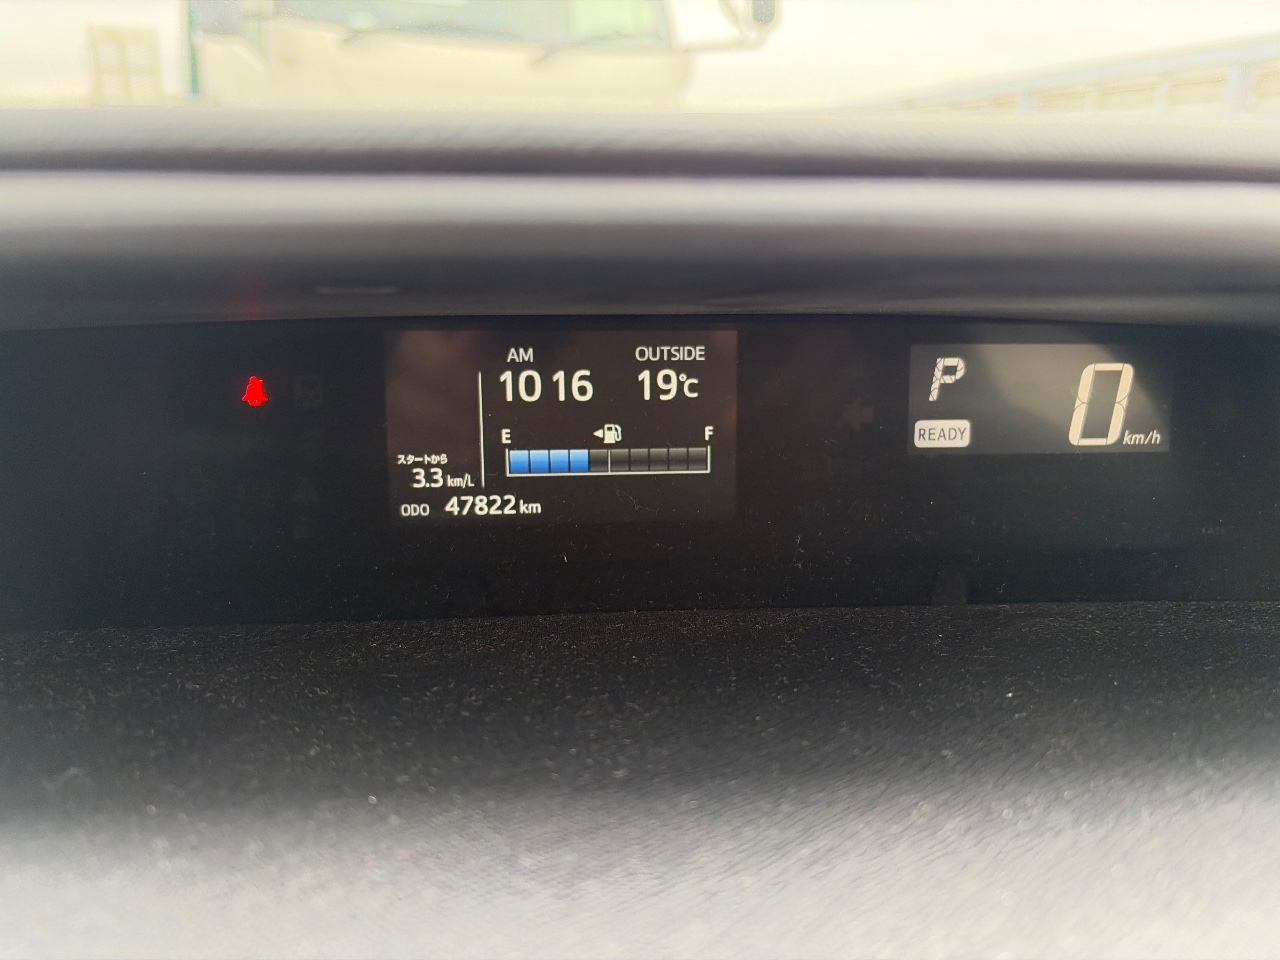 AM OUTSIDE
10 16 19℃
E F
スタートから
3.3 km/L
ODO 47822 km
P
READY
0 km/h